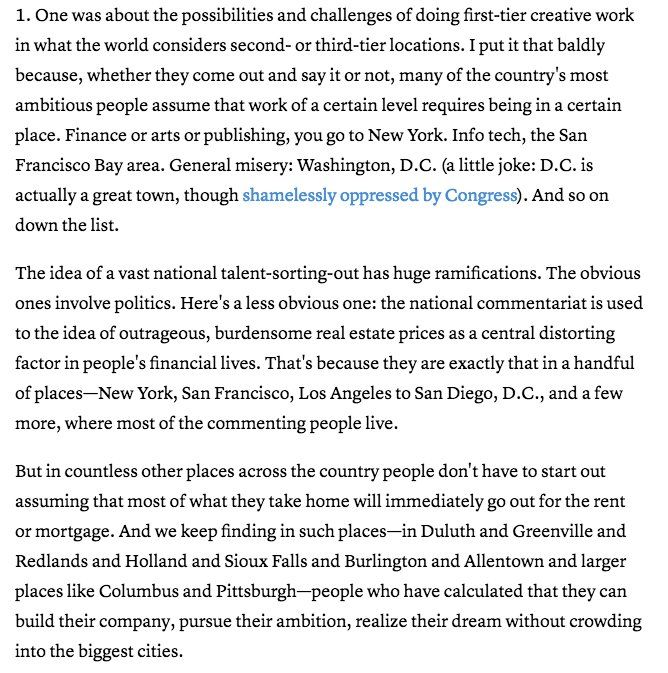 1. One was about the possibilities and challenges of doing first-tier creative work
in what the world considers second- or third-tier locations. I put it that baldly
because, whether they come out and say it or not, many of the country's most
ambitious people assume that work of a certain level requires being in a certain
place. Finance or arts or publishing, you go to New York. Info tech, the San
Francisco Bay area. General misery: Washington, D.C. (a little joke: D.C. is
actually a great town, though shamelessly oppressed by Congress). And so on
down the list.
The idea of a vast national talent-sorting-out has huge ramifications. The obvious
ones involve politics. Here's a less obvious one: the national commentariat is used
to the idea of outrageous, burdensome real estate prices as a central distorting
factor in people's financial lives. That's because they are exactly that in a handful
of places—New York, San Francisco, Los Angeles to San Diego, D.C., and a few
more, where most of the commenting people live.
But in countless other places across the country people don't have to start out
assuming that most of what they take home will immediately go out for the rent
or mortgage. And we keep finding in such places—in Duluth and Greenville and
Redlands and Holland and Sioux Falls and Burlington and Allentown and larger
places like Columbus and Pittsburgh—people who have calculated that they can
build their company, pursue their ambition, realize their dream without crowding
into the biggest cities.